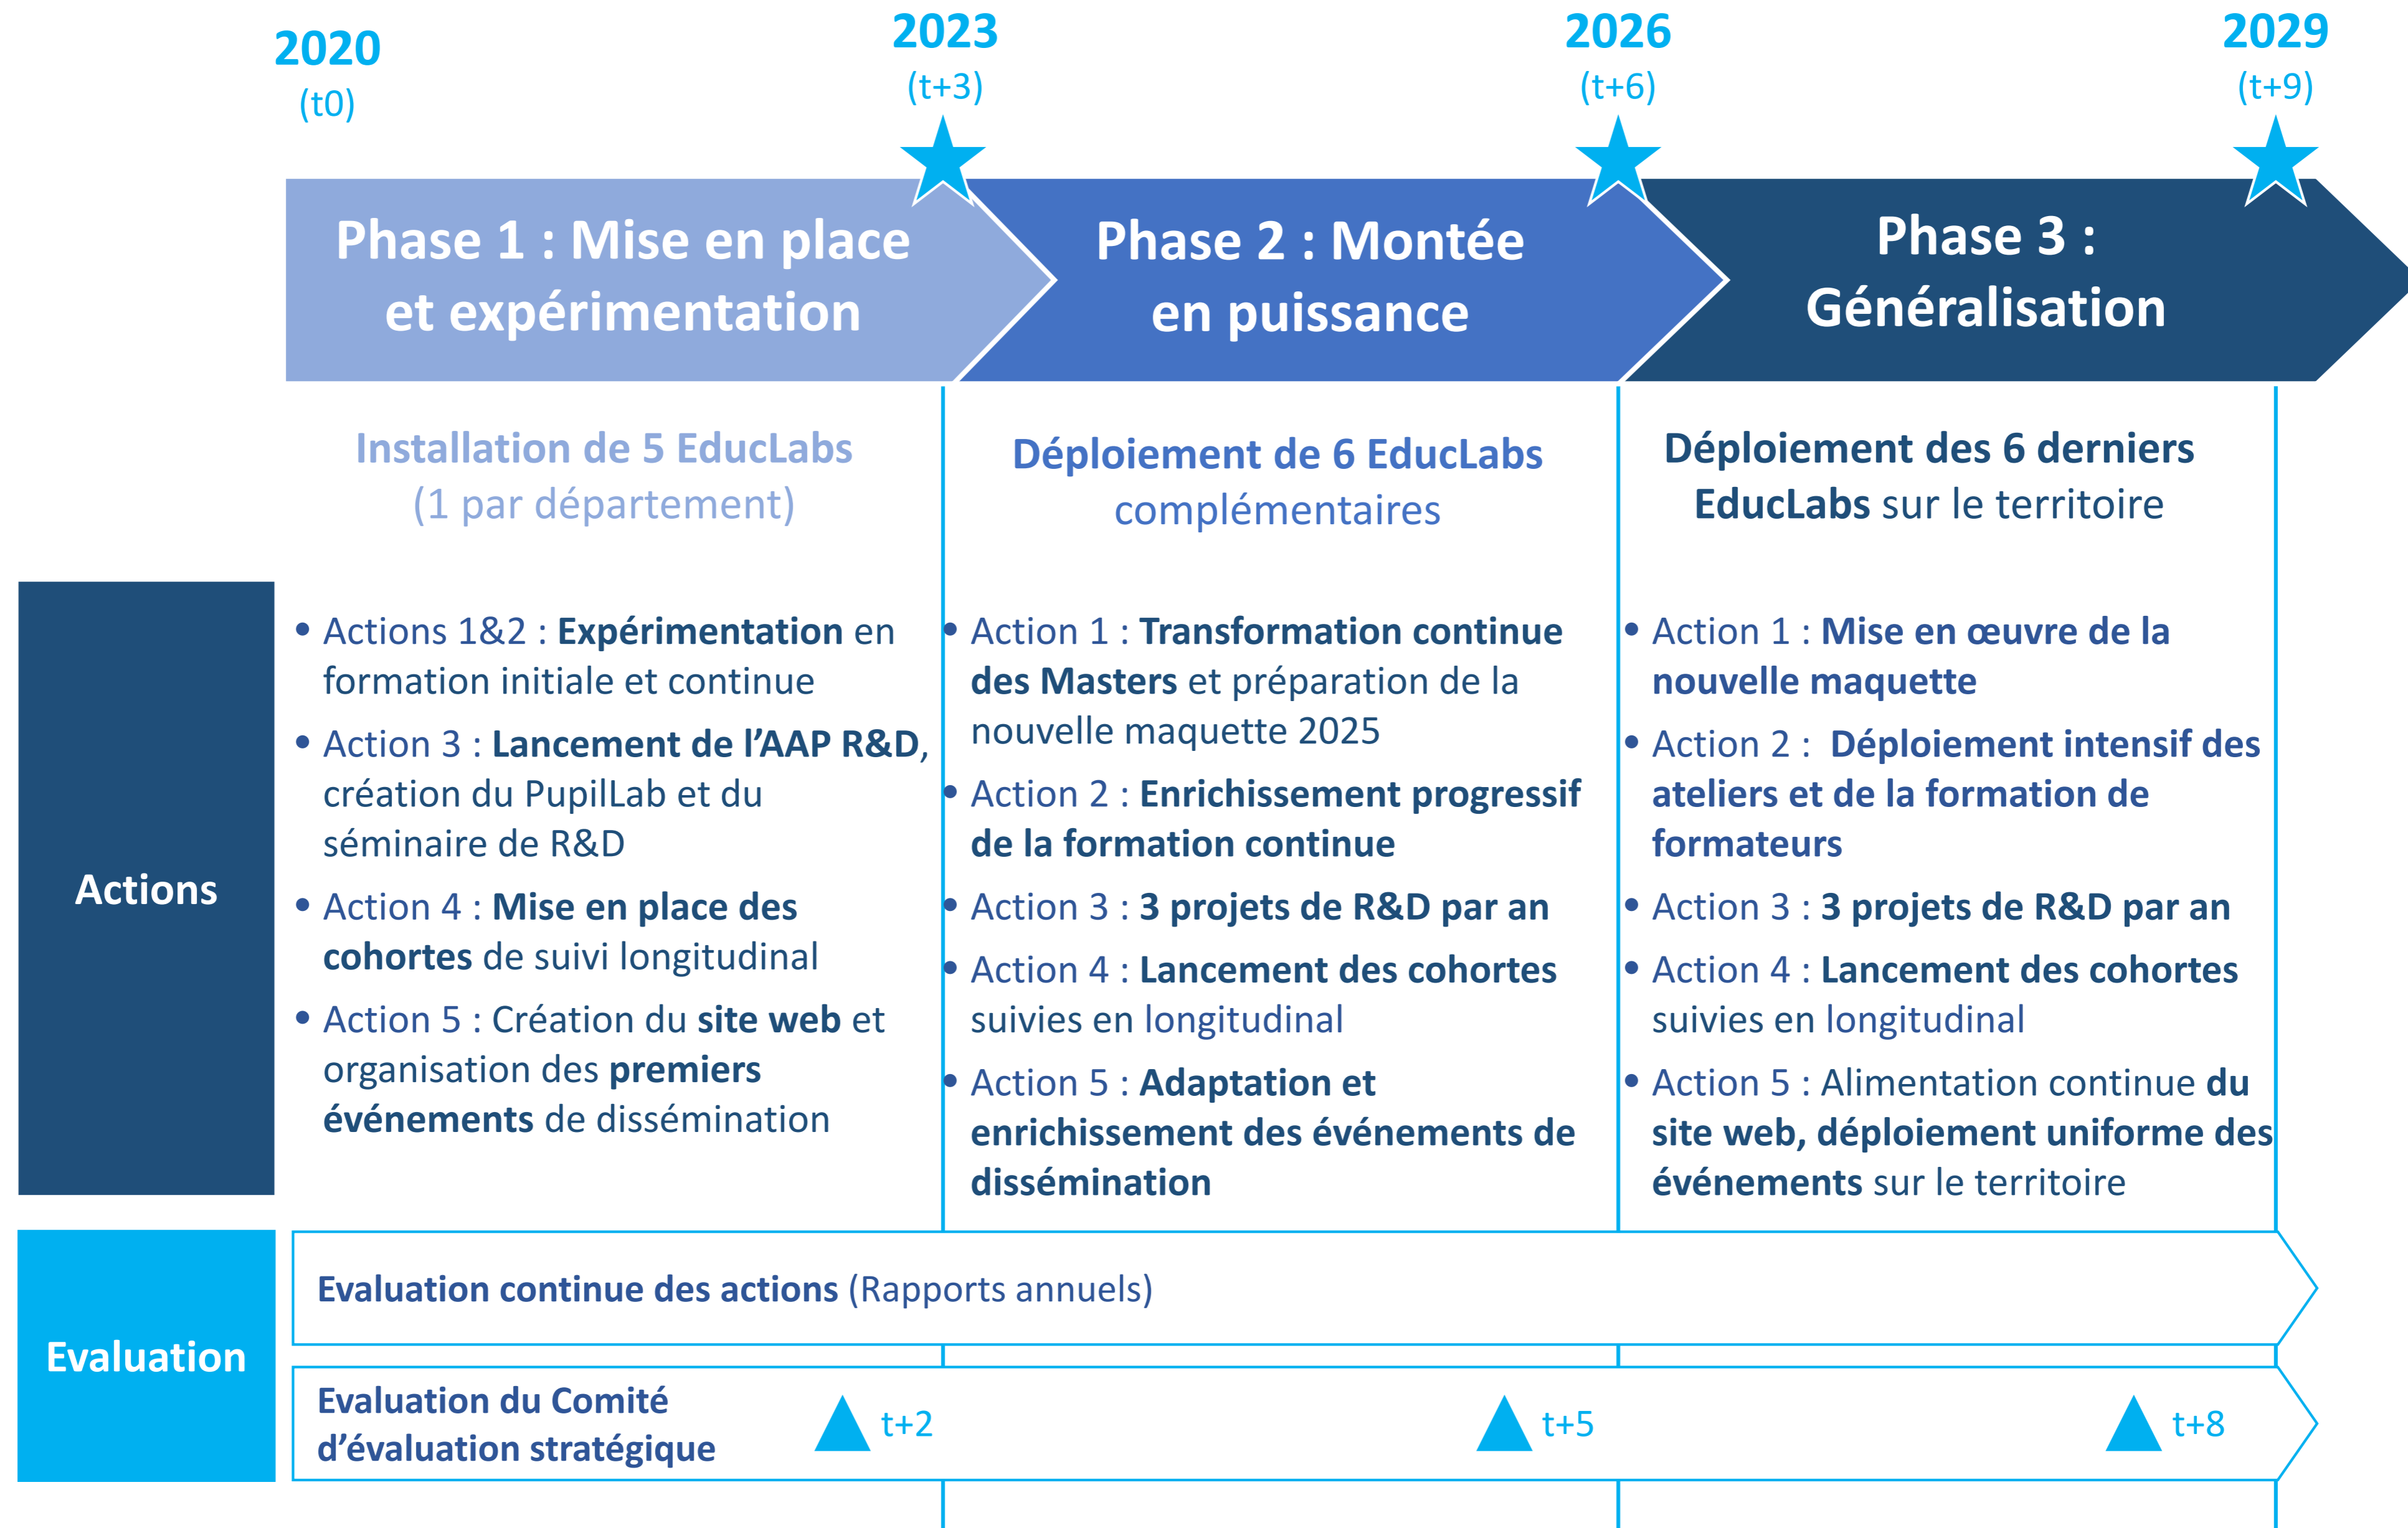 2020
(t0)
2023
(t+3)
2026
(t+6)
2029
(t+9)
Phase 1 : Mise en place
et expérimentation
Phase 2 : Montée
en puissance
Phase 3 :
Généralisation
Installation de 5 EducLabs
(1 par département)
Déploiement de 6 EducLabs
complémentaires
Déploiement des 6 derniers
EducLabs sur le territoire
Actions
• Actions 1&2 : Expérimentation en
formation initiale et continue
• Action 3 : Lancement de l’AAP R&D,
création du PupilLab et du
séminaire de R&D
• Action 4 : Mise en place des
cohortes de suivi longitudinal
• Action 5 : Création du site web et
organisation des premiers
événements de dissémination
• Action 1 : Transformation continue
des Masters et préparation de la
nouvelle maquette 2025
• Action 2 : Enrichissement progressif
de la formation continue
• Action 3 : 3 projets de R&D par an
• Action 4 : Lancement des cohortes
suivies en longitudinal
• Action 5 : Adaptation et
enrichissement des événements de
dissémination
• Action 1 : Mise en œuvre de la
nouvelle maquette
• Action 2 : Déploiement intensif des
ateliers et de la formation de
formateurs
• Action 3 : 3 projets de R&D par an
• Action 4 : Lancement des cohortes
suivies en longitudinal
• Action 5 : Alimentation continue du
site web, déploiement uniforme des
événements sur le territoire
Evaluation
Evaluation continue des actions (Rapports annuels)
Evaluation du Comité
d’évaluation stratégique
t+2
t+5
t+8